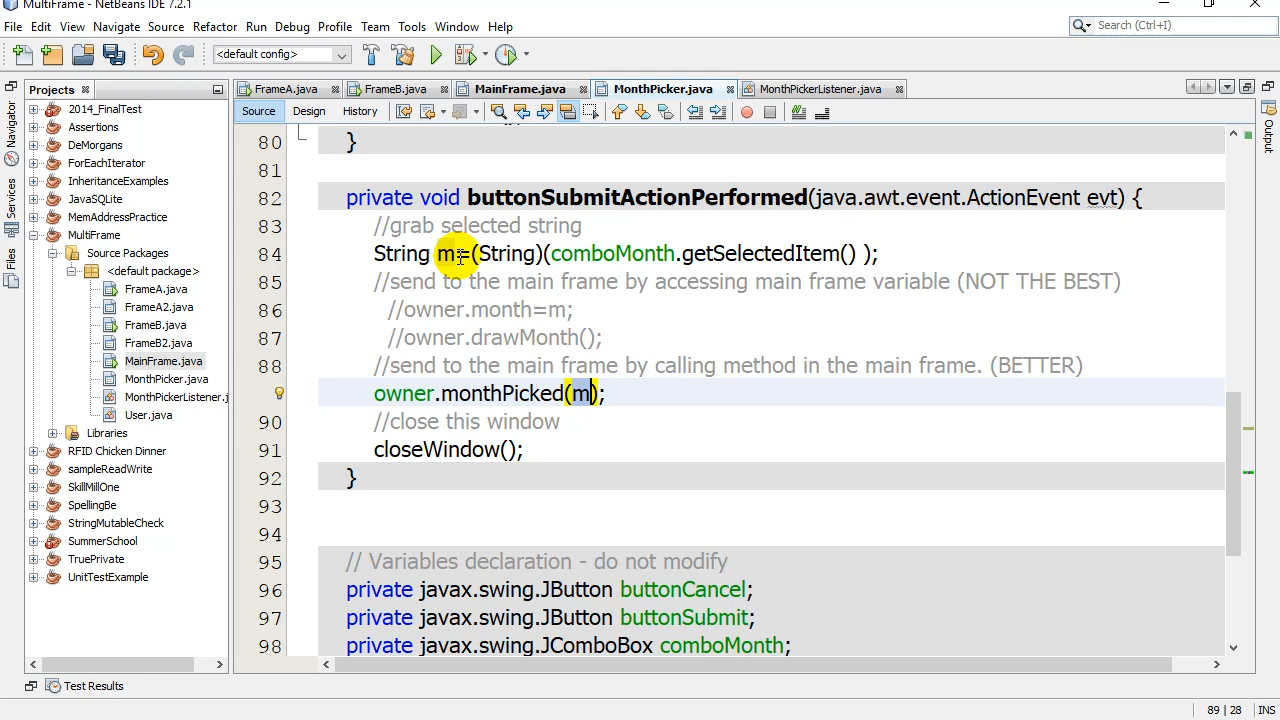 MultiFrame - NetBeans IDE 7.2.1
File Edit View Navigate Source Refactor Run Debug Profile Team Tools Window Help
Search (Ctrl+I)
<default config>
Projects
FrameA.java FrameB.java MainFrame.java MonthPicker.java MonthPickerListener.java
Source Design History
Navigator
Services
Files
Output
2014_FinalTest
Assertions
DeMorgans
ForEachIterator
InheritanceExamples
JavaSQLite
MemAddressPractice
MultiFrame
Source Packages
<default package>
FrameA.java
FrameA2.java
FrameB.java
FrameB2.java
MainFrame.java
MonthPicker.java
MonthPickerListener.j
User.java
Libraries
RFID Chicken Dinner
sampleReadWrite
SkillMillOne
SpellingBe
StringMutableCheck
SummerSchool
TruePrivate
UnitTestExample
80 }
81
82 private void buttonSubmitActionPerformed(java.awt.event.ActionEvent evt) {
83 //grab selected string
84 String m=(String)(comboMonth.getSelectedItem() );
85 //send to the main frame by accessing main frame variable (NOT THE BEST)
86 //owner.month=m;
87 //owner.drawMonth();
88 //send to the main frame by calling method in the main frame. (BETTER)
owner.monthPicked(m);
90 //close this window
91 closeWindow();
92 }
93
94
95 // Variables declaration - do not modify
96 private javax.swing.JButton buttonCancel;
97 private javax.swing.JButton buttonSubmit;
98 private javax.swing.JComboBox comboMonth;
Test Results
89 | 28 INS